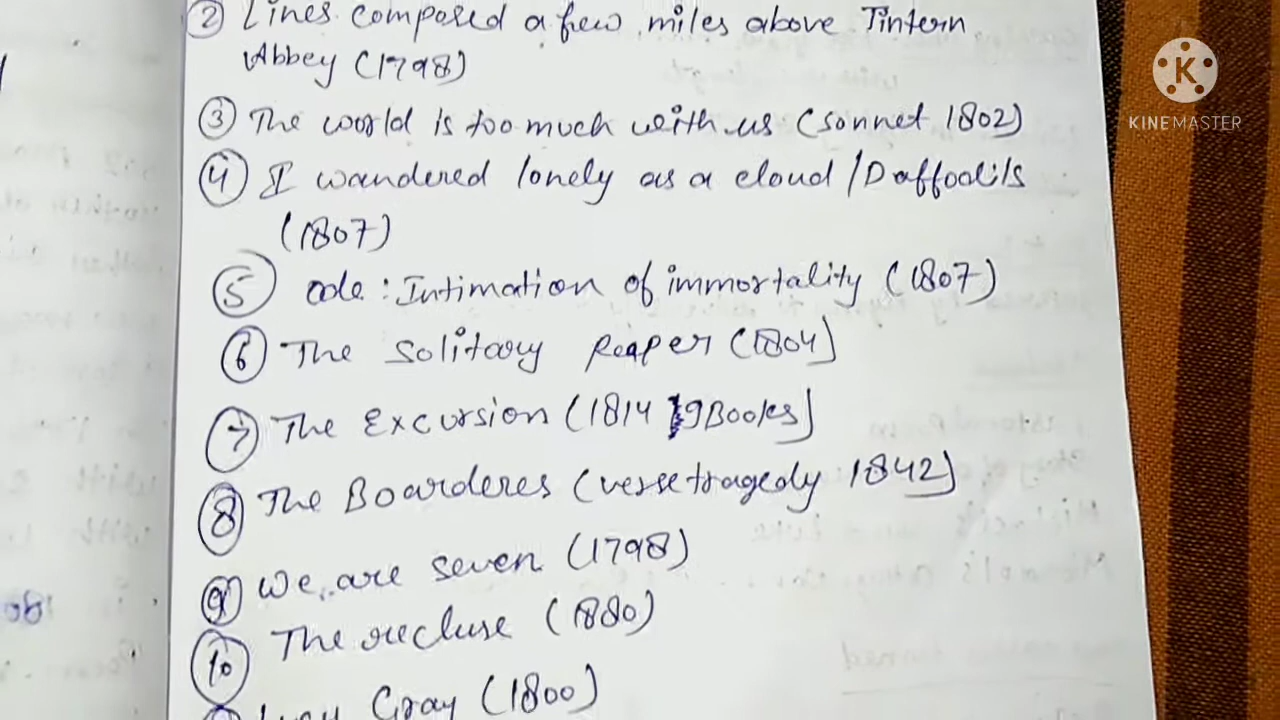 ② Lines composed a few miles above Tintern
Abbey (1798)
③ The world is too much with us (sonnet 1802)
④ I wandered lonely as a cloud / Daffodils
(1807)
⑤ ode : Intimation of immortality (1807)
⑥ The Solitary Reaper (1804)
⑦ The Excursion (1814 9 Books)
⑧ The Boarderes (verse tragedy 1842)
⑨ We are seven (1798)
⑩ The recluse (1880)
Gray (1800)
K
KINEMASTER